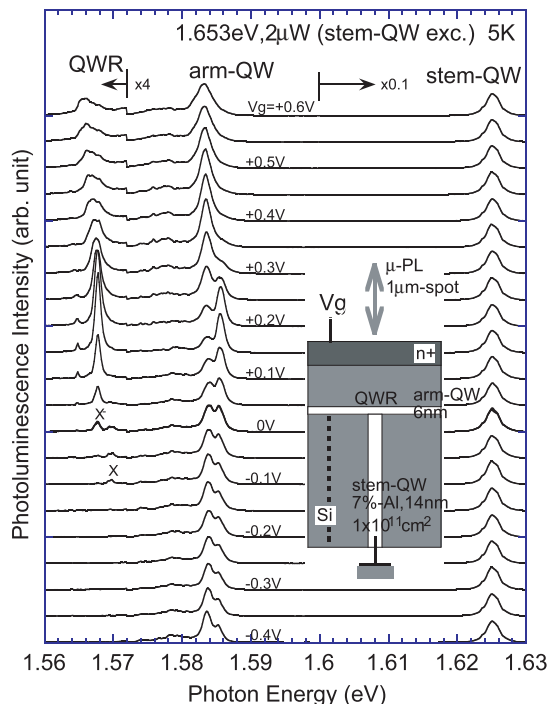 1.653eV,2μW (stem-QW exc.) 5K
QWR
x4
arm-QW
x0.1
stem-QW
Vg=+0.6V
+0.5V
+0.4V
+0.3V
+0.2V
+0.1V
0V
-0.1V
-0.2V
-0.3V
-0.4V
X-
X
μ-PL
1μm-spot
Vg
n+
QWR
arm-QW
6nm
stem-QW
7%-Al,14nm
1x10¹¹cm²
Si
Photoluminescence Intensity (arb. unit)
1.56 1.57 1.58 1.59 1.6 1.61 1.62 1.63
Photon Energy (eV)